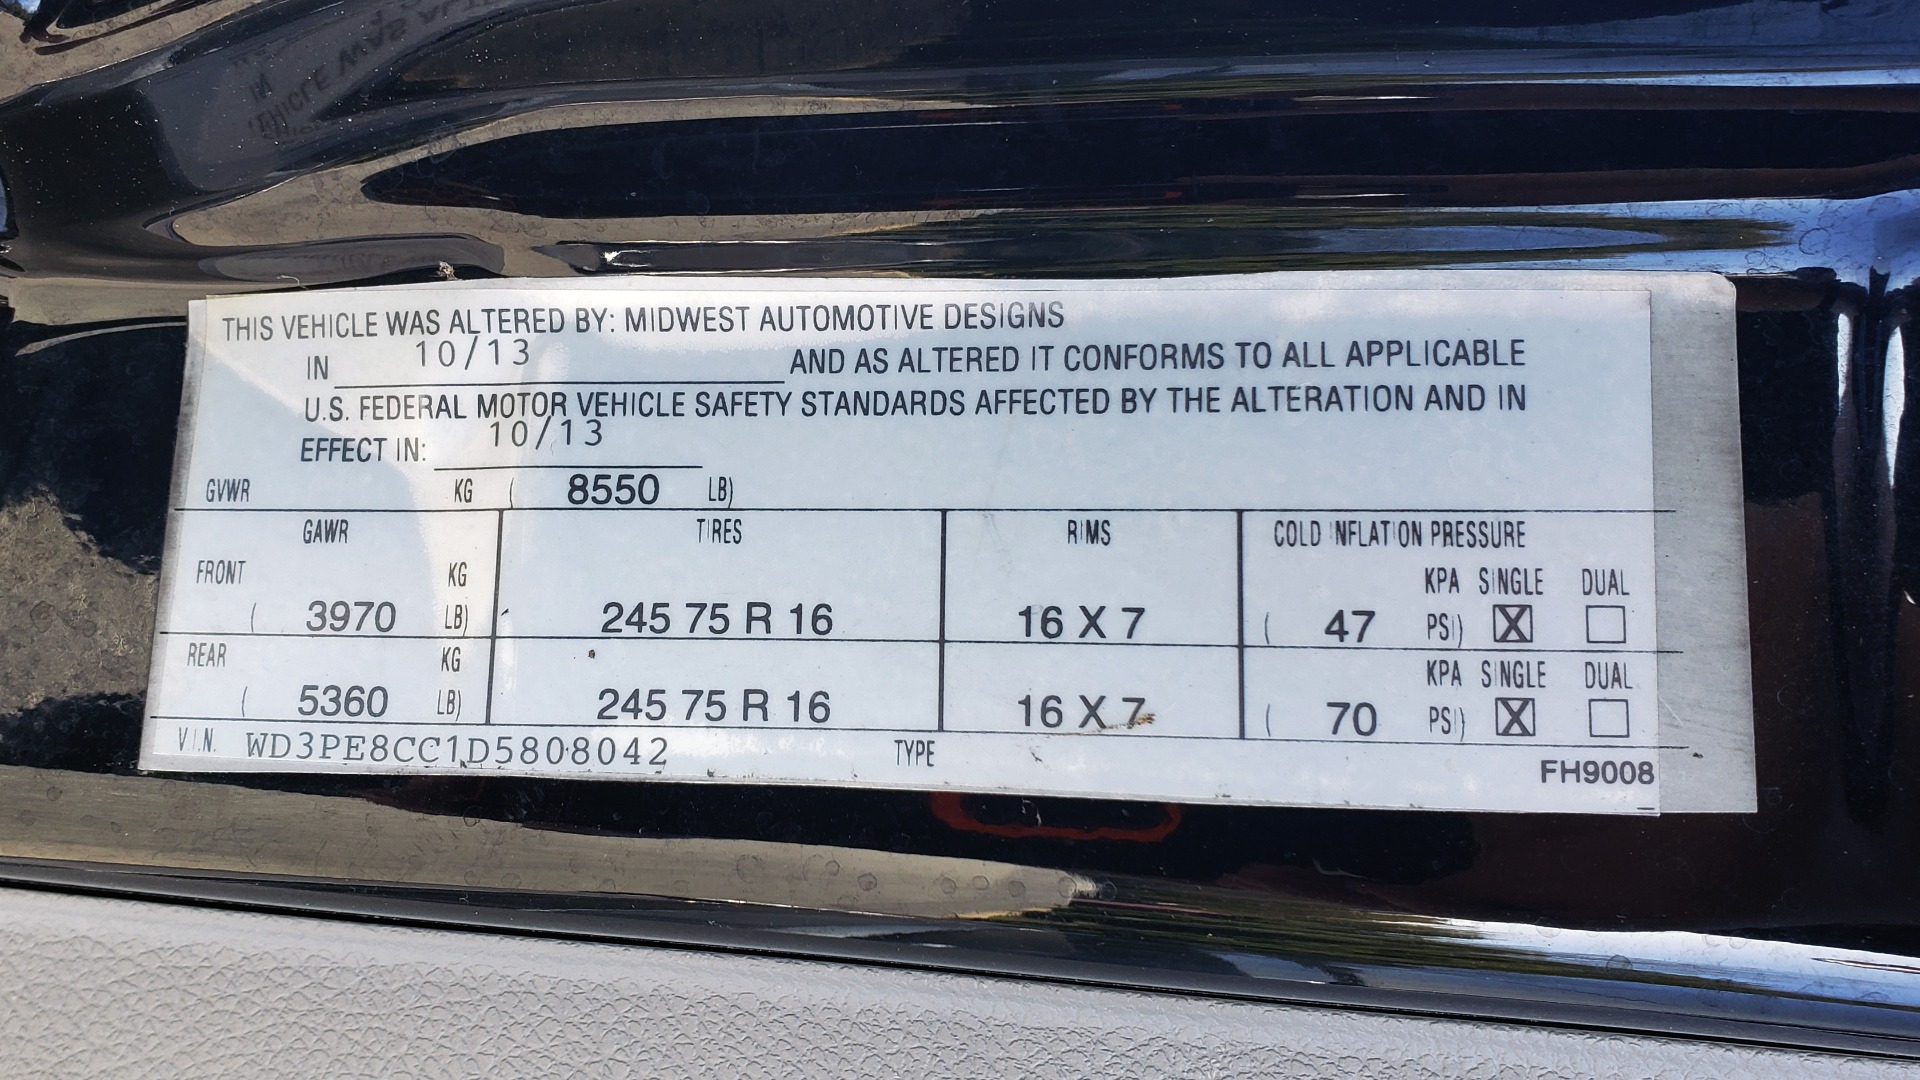 THIS VEHICLE WAS ALTERED BY: MIDWEST AUTOMOTIVE DESIGNS
IN 10/13 AND AS ALTERED IT CONFORMS TO ALL APPLICABLE
U.S. FEDERAL MOTOR VEHICLE SAFETY STANDARDS AFFECTED BY THE ALTERATION AND IN
EFFECT IN: 10/13
GVWR KG ( 8550 LB)
GAWR TIRES RIMS COLD INFLATION PRESSURE
FRONT KG KPA SINGLE DUAL
( 3970 LB) 245 75 R 16 16 X 7 ( 47 PSI) X
REAR KG KPA SINGLE DUAL
( 5360 LB) 245 75 R 16 16 X 7 ( 70 PSI) X
V.I.N. WD3PE8CC1D5808042 TYPE
FH9008